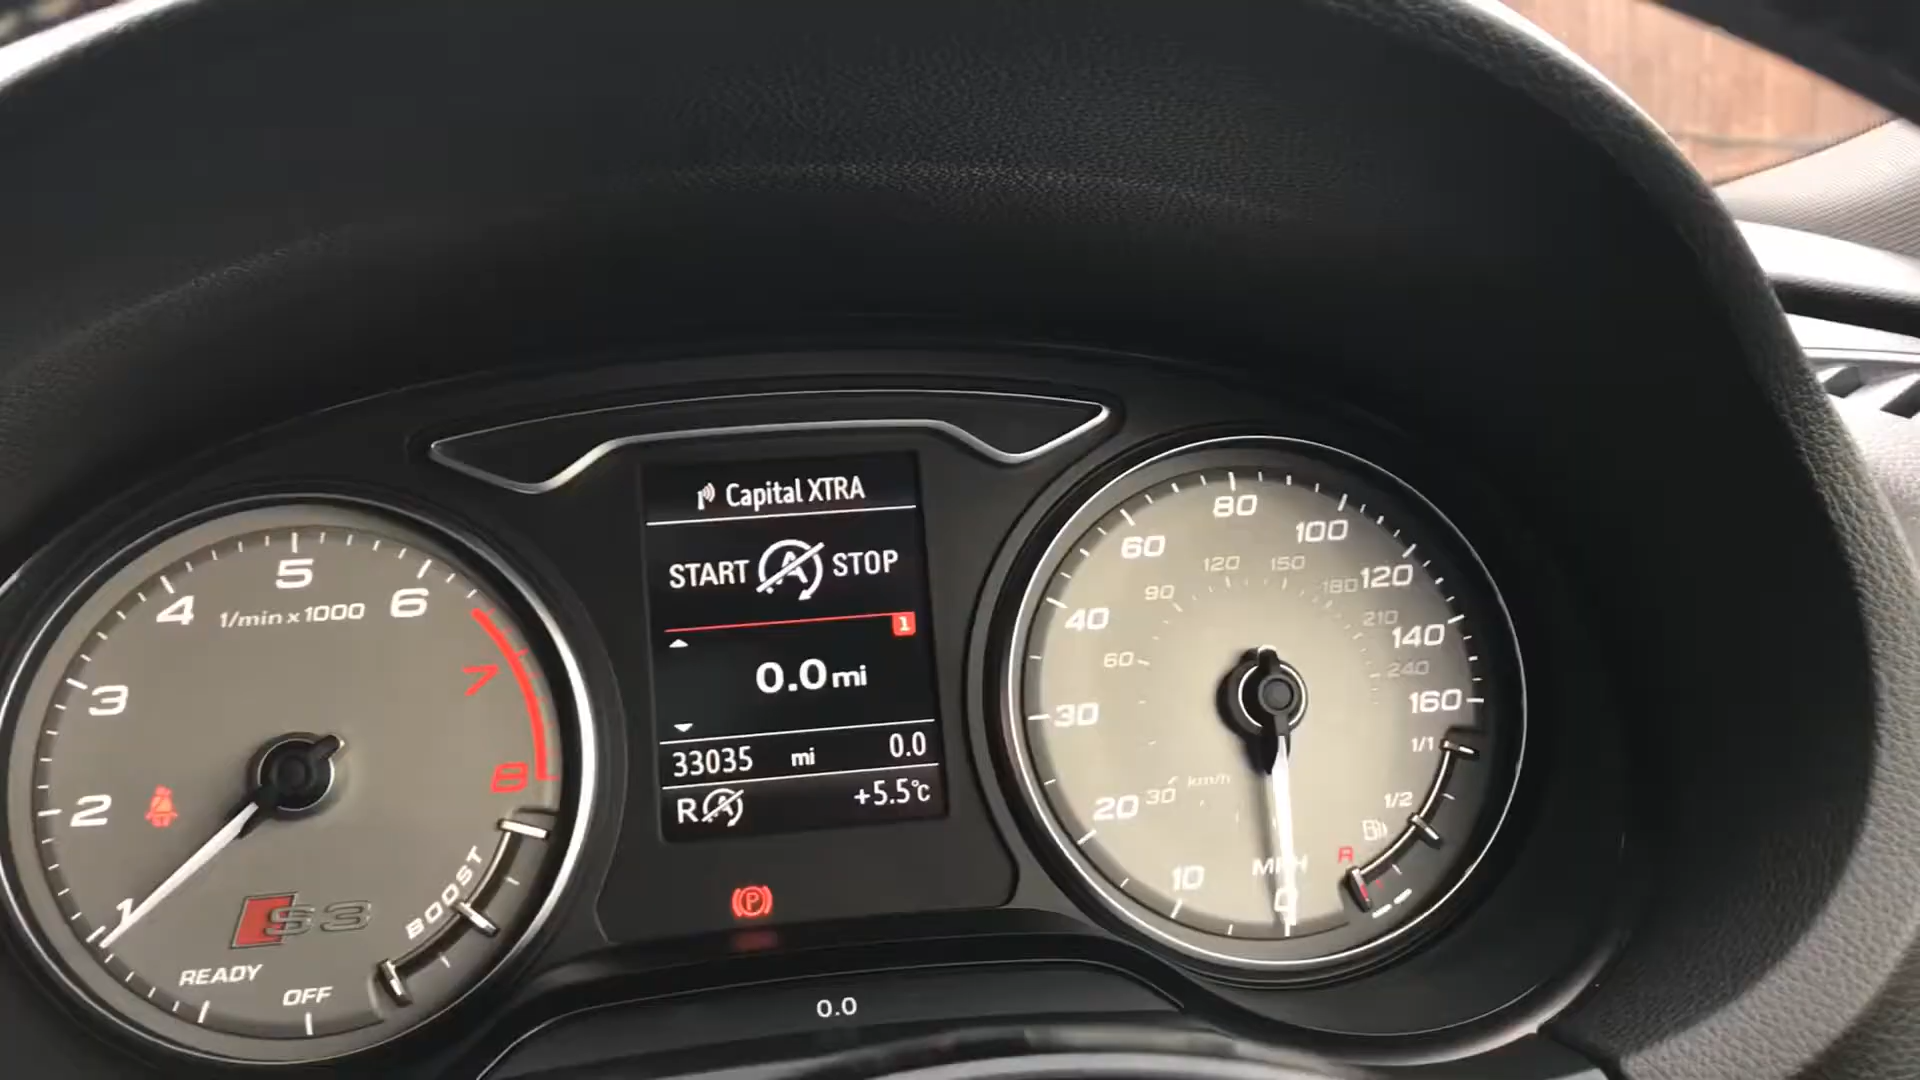 Capital XTRA
START A STOP
1
0.0 mi
33035 mi 0.0
R A +5.5°C
P
0.0
1
2
3
4
5
6
7
8
1/min x 1000
S3
READY
OFF
BOOST
0
10
20
30
40
60
80
100
120
140
160
MPH
30
60
90
120
150
180
210
240
km/h
1/1
1/2
R